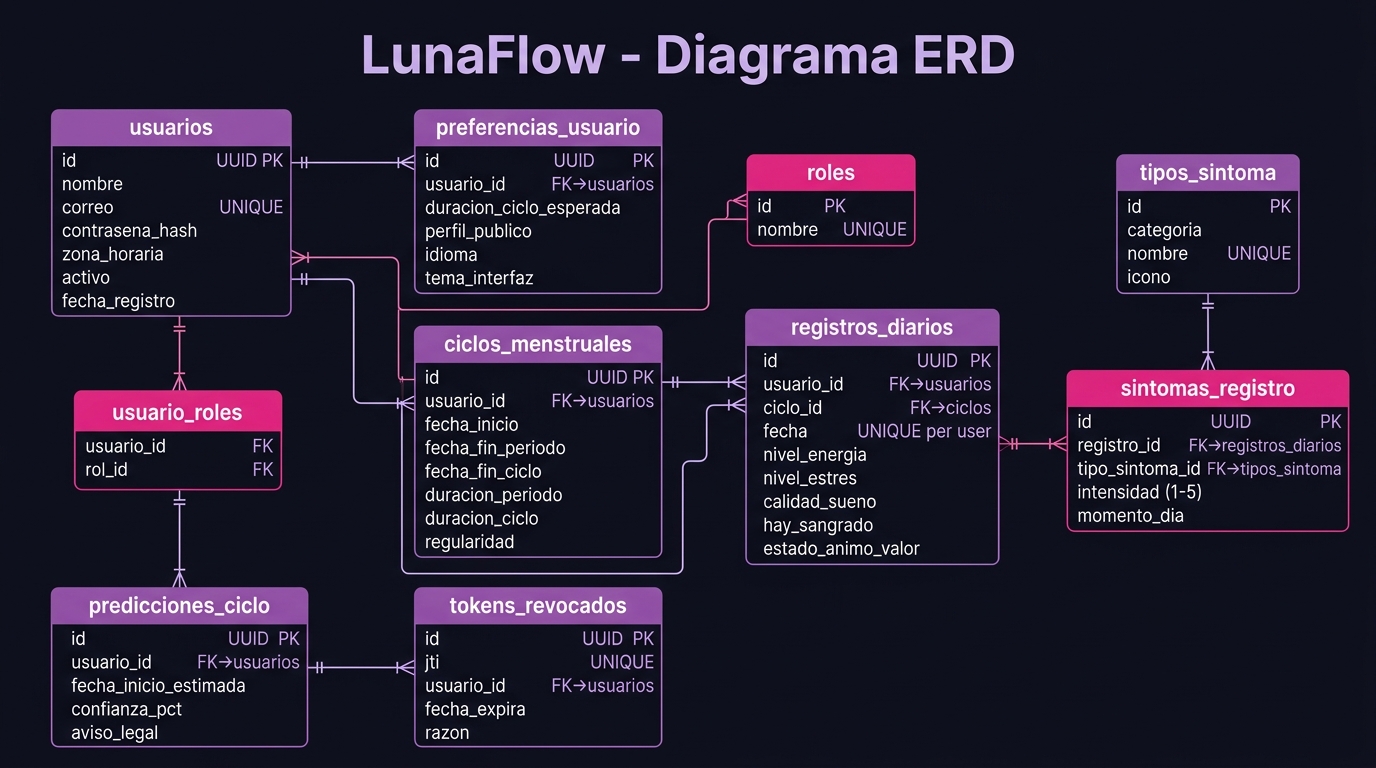 LunaFlow - Diagrama ERD
usuarios
id UUID PK
nombre
correo UNIQUE
contrasena_hash
zona_horaria
activo
fecha_registro
preferencias_usuario
id UUID PK
usuario_id FK→usuarios
duracion_ciclo_esperada
perfil_publico
idioma
tema_interfaz
roles
id PK
nombre UNIQUE
tipos_sintoma
id PK
categoria
nombre UNIQUE
icono
usuario_roles
usuario_id FK
rol_id FK
ciclos_menstruales
id UUID PK
usuario_id FK→usuarios
fecha_inicio
fecha_fin_periodo
fecha_fin_ciclo
duracion_periodo
duracion_ciclo
regularidad
registros_diarios
id UUID PK
usuario_id FK→usuarios
ciclo_id FK→ciclos
fecha UNIQUE per user
nivel_energia
nivel_estres
calidad_sueno
hay_sangrado
estado_animo_valor
sintomas_registro
id UUID PK
registro_id FK→registros_diarios
tipo_sintoma_id FK→tipos_sintoma
intensidad (1-5)
momento_dia
predicciones_ciclo
id UUID PK
usuario_id FK→usuarios
fecha_inicio_estimada
confianza_pct
aviso_legal
tokens_revocados
id UUID PK
jti UNIQUE
usuario_id FK→usuarios
fecha_expira
razon